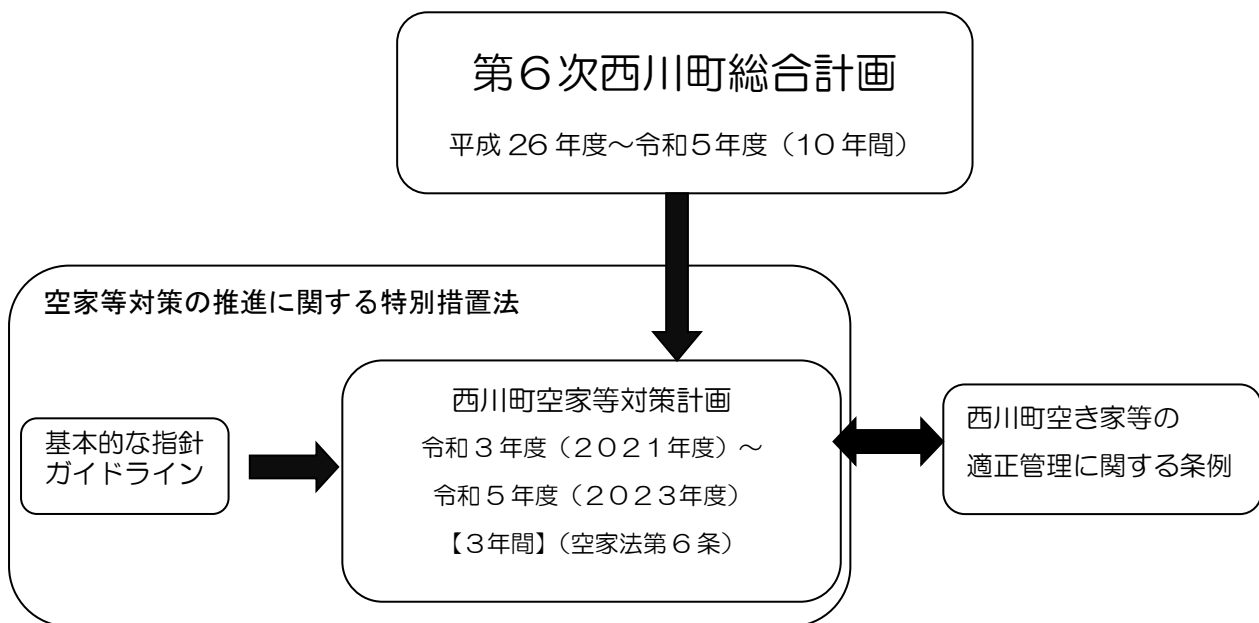 第６次西川町総合計画
平成 26 年度～令和５年度（10 年間）
空家等対策の推進に関する特別措置法
基本的な指針
ガイドライン
西川町空家等対策計画
令和３年度（２０２１年度）～
令和５年度（２０２３年度）
【３年間】（空家法第６条）
西川町空き家等の
適正管理に関する条例